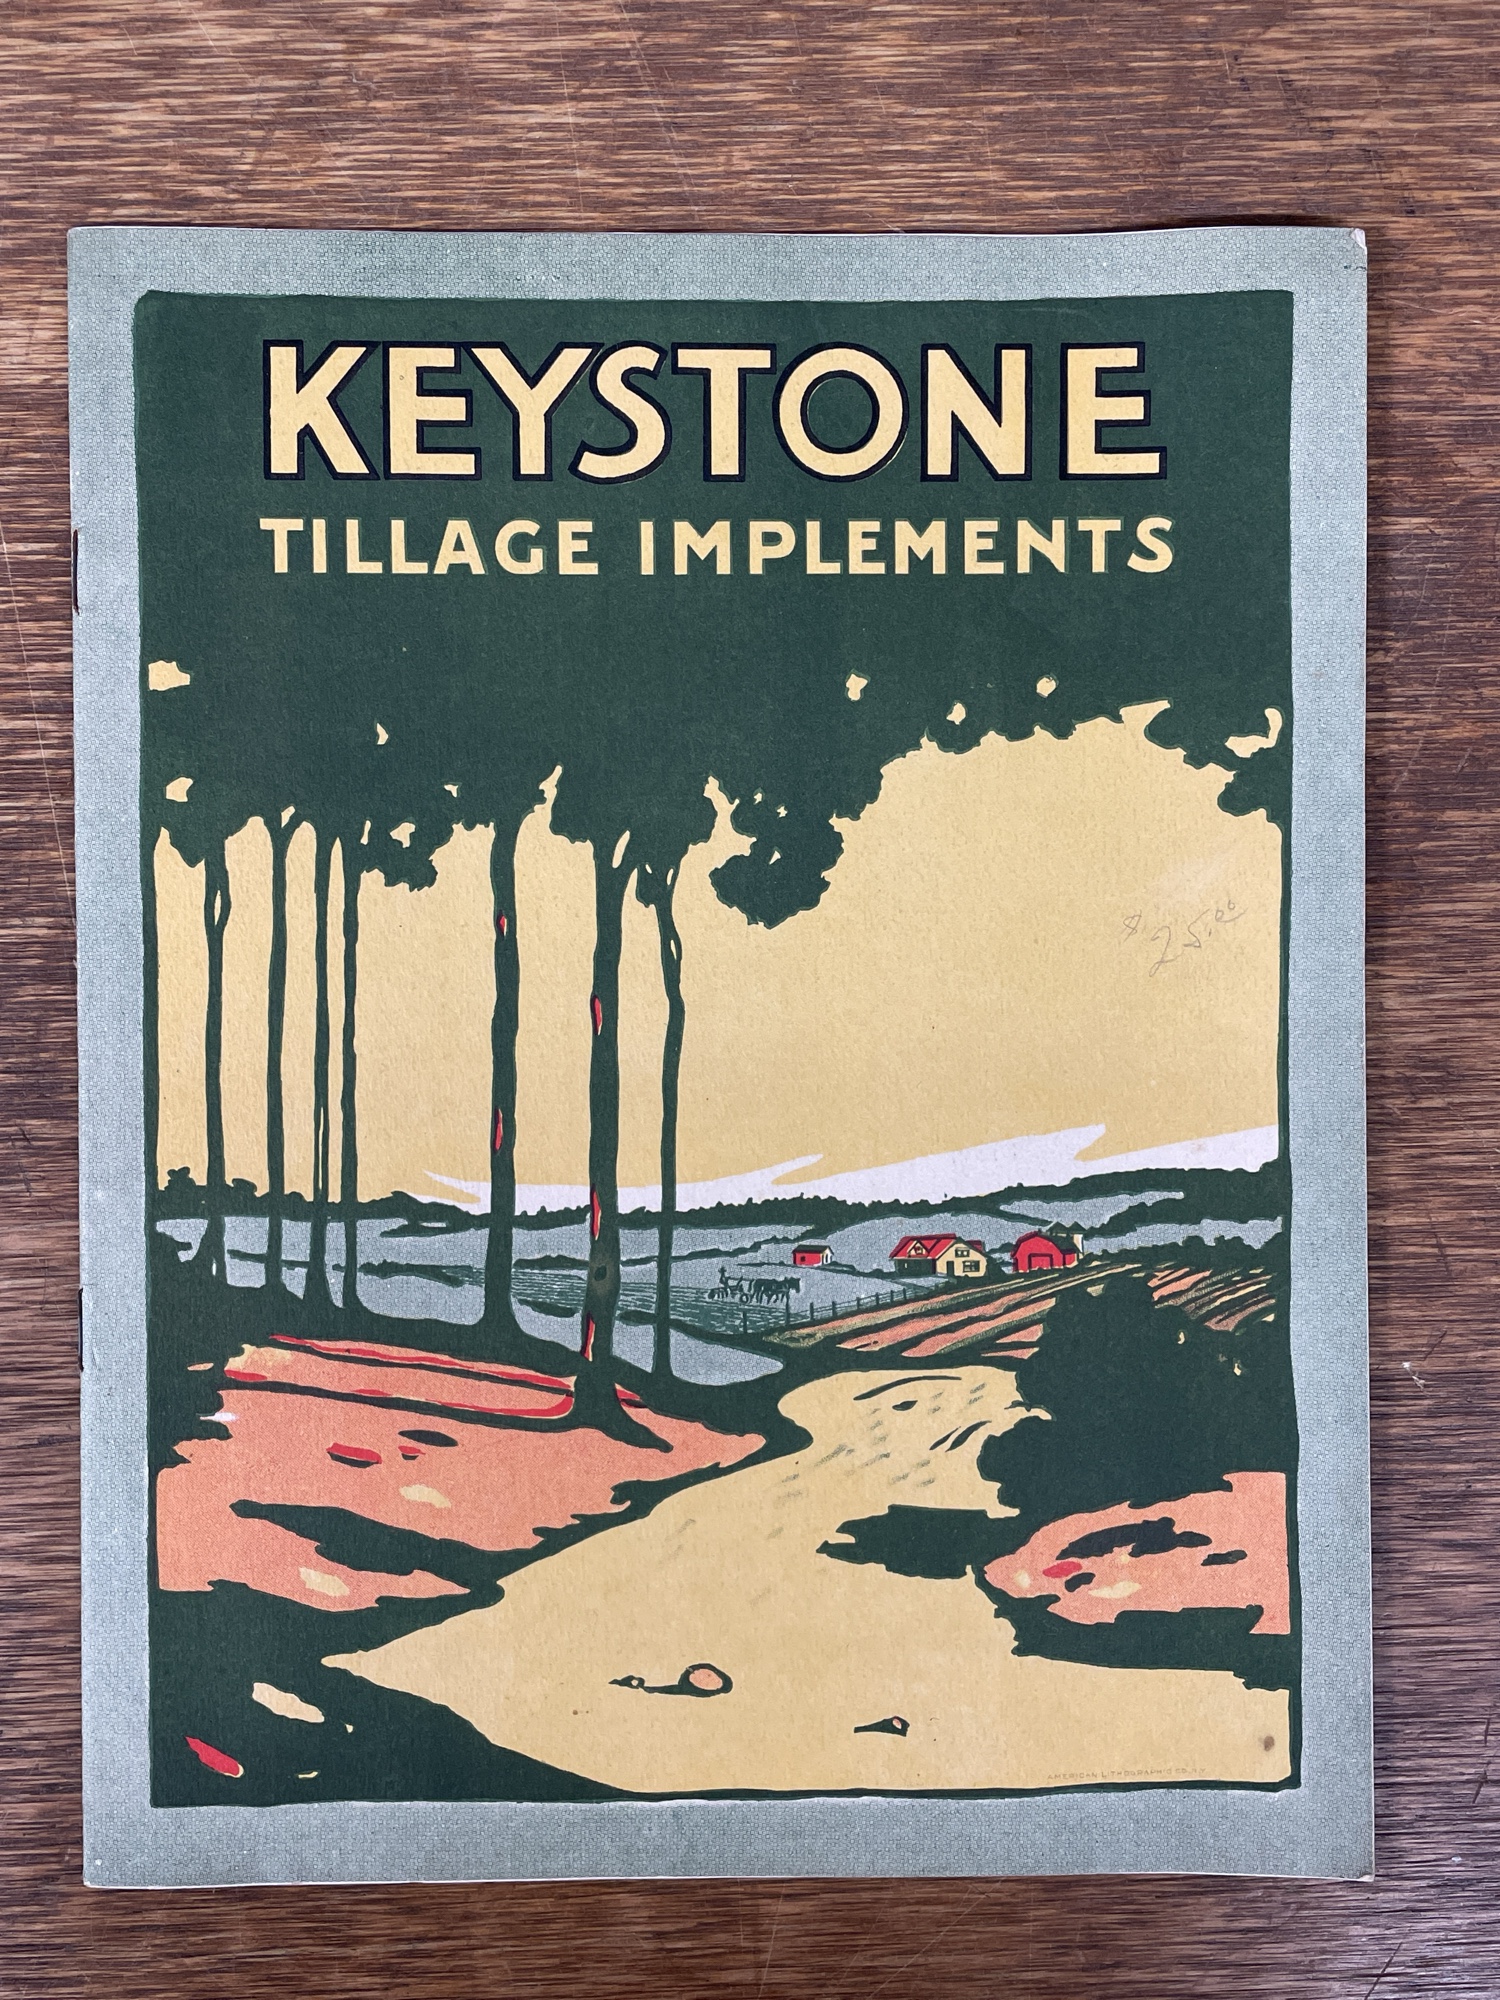 KEYSTONE
TILLAGE IMPLEMENTS
$ 25.00
AMERICAN LITHOGRAPHIC CO. N.Y.